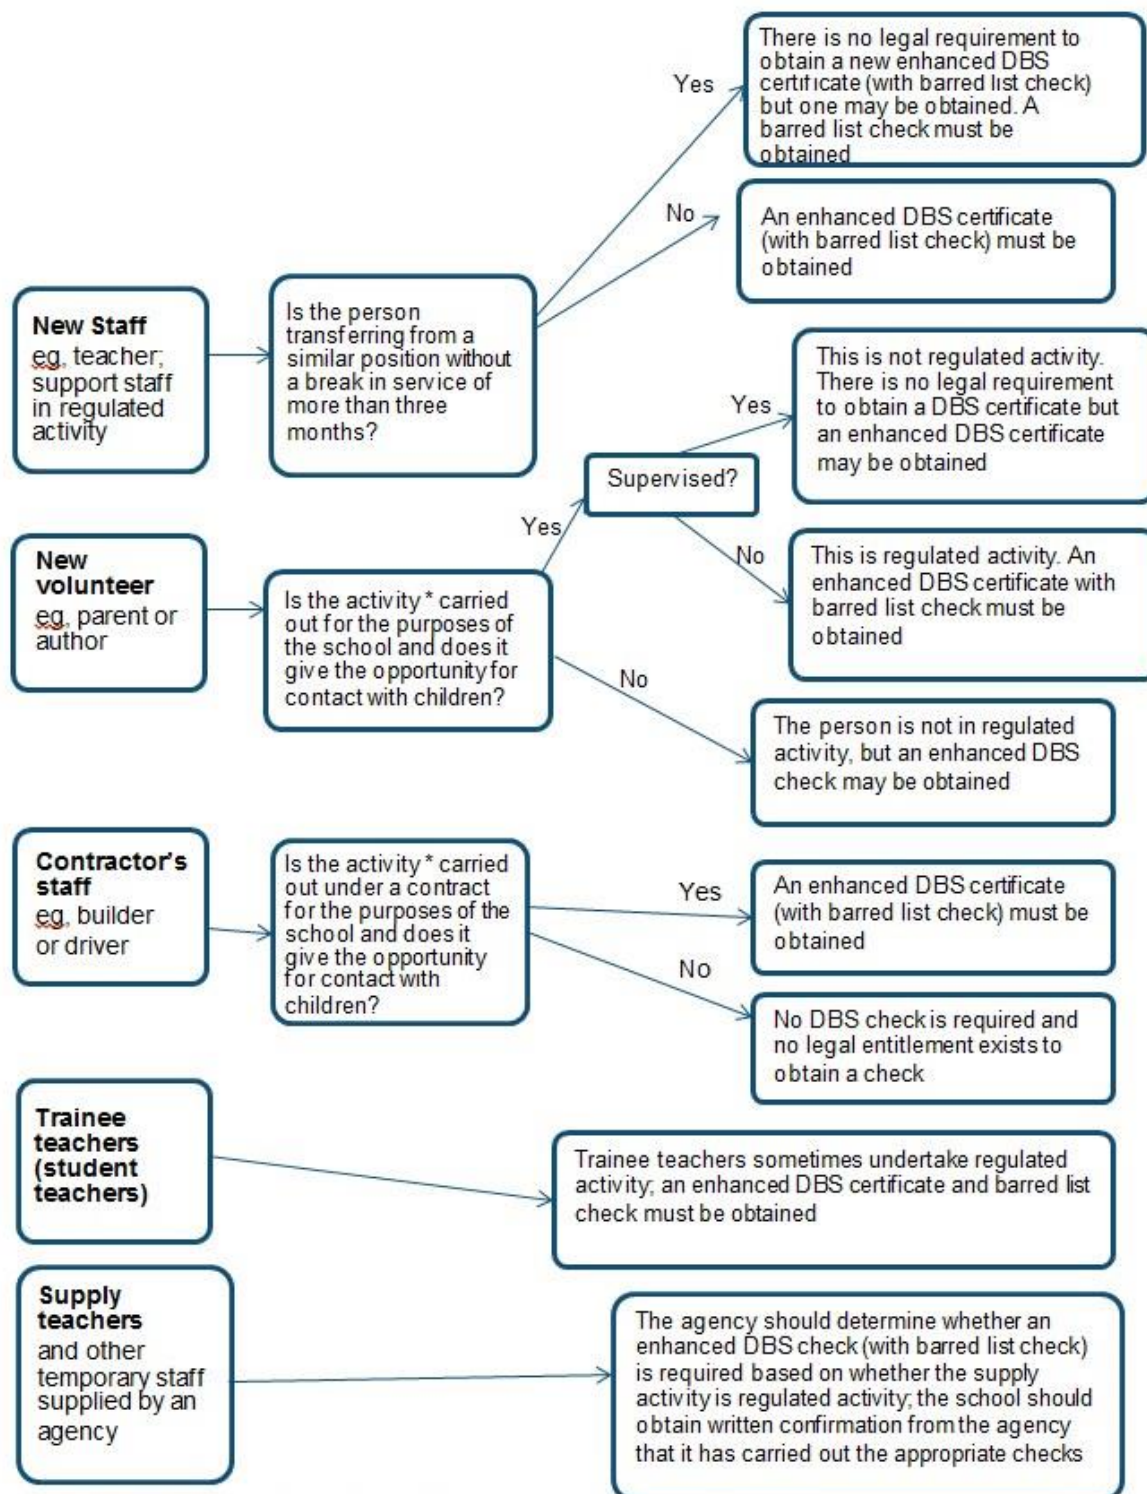 There is no legal requirement to
obtain a new enhanced DBS
certificate (with barred list check)
but one may be obtained. A
barred list check must be
obtained
Yes
No
An enhanced DBS certificate
(with barred list check) must be
obtained
New Staff
eg, teacher;
support staff
in regulated
activity
Is the person
transferring from a
similar position without
a break in service of
more than three
months?
This is not regulated activity.
There is no legal requirement
to obtain a DBS certificate but
an enhanced DBS certificate
may be obtained
Yes
Supervised?
Yes
No
This is regulated activity. An
enhanced DBS certificate with
barred list check must be
obtained
New
volunteer
eg, parent or
author
Is the activity * carried
out for the purposes of
the school and does it
give the opportunity for
contact with children?
No
The person is not in regulated
activity, but an enhanced DBS
check may be obtained
Contractor's
staff
eg, builder
or driver
Is the activity * carried
out under a contract
for the purposes of the
school and does it
give the opportunity
for contact with
children?
Yes
An enhanced DBS certificate
(with barred list check) must be
obtained
No
No DBS check is required and
no legal entitlement exists to
obtain a check
Trainee
teachers
(student
teachers)
Trainee teachers sometimes undertake regulated
activity; an enhanced DBS certificate and barred list
check must be obtained
Supply
teachers
and other
temporary staff
supplied by an
agency
The agency should determine whether an
enhanced DBS check (with barred list check)
is required based on whether the supply
activity is regulated activity; the school should
obtain written confirmation from the agency
that it has carried out the appropriate checks